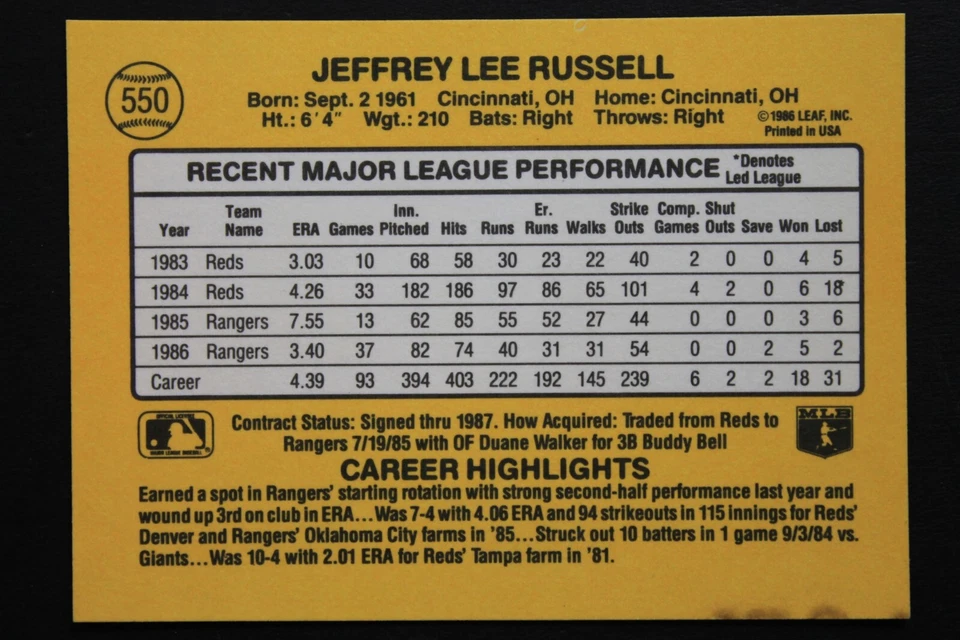 550
JEFFREY LEE RUSSELL
Born: Sept. 2 1961 Cincinnati, OH Home: Cincinnati, OH
Ht.: 6'4" Wgt.: 210 Bats: Right Throws: Right
©1986 LEAF, INC.
Printed in USA
RECENT MAJOR LEAGUE PERFORMANCE
*Denotes
Led League
Year Team Name ERA Games Inn. Pitched Hits Runs Er. Runs Walks Strike Outs Comp. Games Shut Outs Save Won Lost
1983 Reds 3.03 10 68 58 30 23 22 40 2 0 0 4 5
1984 Reds 4.26 33 182 186 97 86 65 101 4 2 0 6 18*
1985 Rangers 7.55 13 62 85 55 52 27 44 0 0 0 3 6
1986 Rangers 3.40 37 82 74 40 31 31 54 0 0 2 5 2
Career 4.39 93 394 403 222 192 145 239 6 2 2 18 31
OFFICIAL LICENSEE
MAJOR LEAGUE BASEBALL
Contract Status: Signed thru 1987. How Acquired: Traded from Reds to
Rangers 7/19/85 with OF Duane Walker for 3B Buddy Bell
MLB
CAREER HIGHLIGHTS
Earned a spot in Rangers' starting rotation with strong second-half performance last year and
wound up 3rd on club in ERA...Was 7-4 with 4.06 ERA and 94 strikeouts in 115 innings for Reds'
Denver and Rangers' Oklahoma City farms in '85...Struck out 10 batters in 1 game 9/3/84 vs.
Giants...Was 10-4 with 2.01 ERA for Reds' Tampa farm in '81.